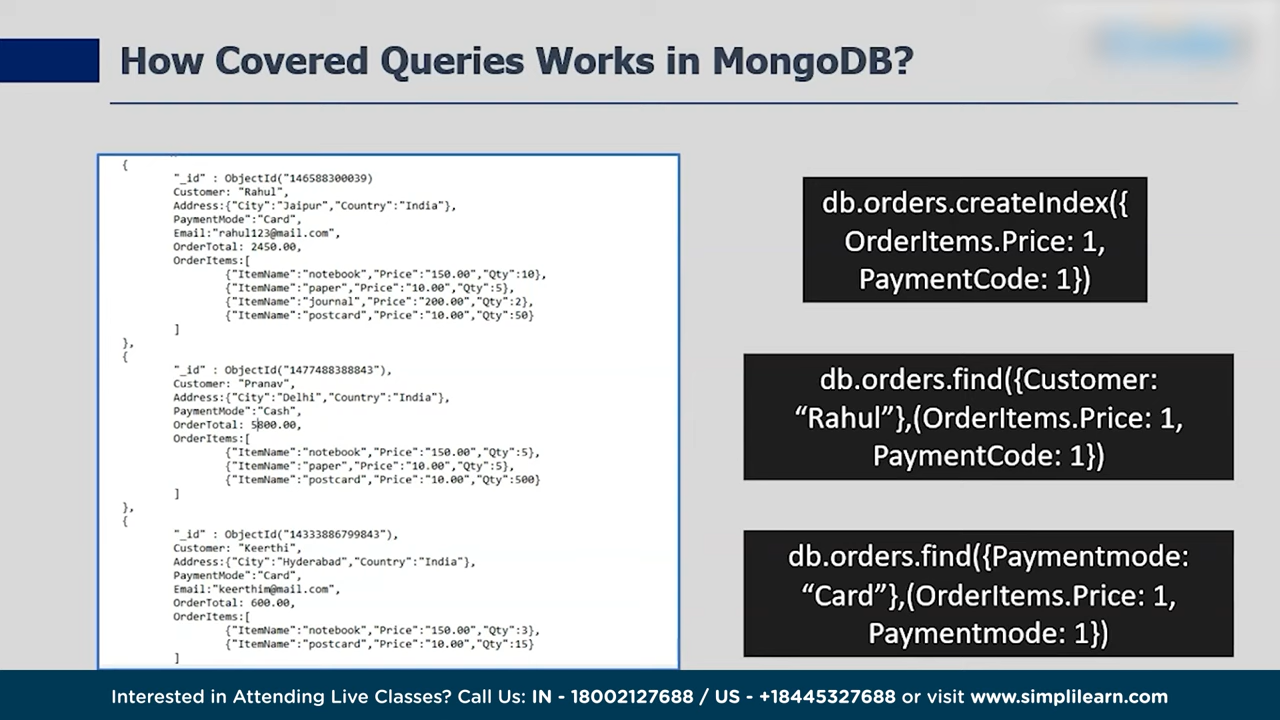 How Covered Queries Works in MongoDB?
{
"_id" : ObjectId("146588300039)
Customer: "Rahul",
Address:{"City":"Jaipur","Country":"India"},
PaymentMode":"Card",
Email:"rahul123@mail.com",
OrderTotal: 2450.00,
OrderItems:[
{"ItemName":"notebook","Price":"150.00","Qty":10},
{"ItemName":"paper","Price":"10.00","Qty":5},
{"ItemName":"journal","Price":"200.00","Qty":2},
{"ItemName":"postcard","Price":"10.00","Qty":50)
]
},
{
"_id" : ObjectId("1477488388843"),
Customer: "Pranav",
Address:{"City":"Delhi","Country":"India"},
PaymentMode":"Cash",
OrderTotal: 5800.00,
OrderItems:[
{"ItemName":"notebook","Price":"150.00","Qty":5},
{"ItemName":"paper","Price":"10.00","Qty":5},
{"ItemName":"postcard","Price":"10.00","Qty":500}
]
},
{
"_id" : ObjectId("14333886799843"),
Customer: "Keerthi",
Address:{"City":"Hyderabad","Country":"India"},
PaymentMode":"Card",
Email:"keerthim@mail.com",
OrderTotal: 600.00,
OrderItems:[
{"ItemName":"notebook","Price":"150.00","Qty":3},
{"ItemName":"postcard","Price":"10.00","Qty":15)
]
db.orders.createIndex({
OrderItems.Price: 1,
PaymentCode: 1})
db.orders.find({Customer:
“Rahul”},(OrderItems.Price: 1,
PaymentCode: 1})
db.orders.find({Paymentmode:
“Card”},(OrderItems.Price: 1,
Paymentmode: 1})
Interested in Attending Live Classes? Call Us: IN - 18002127688 / US - +18445327688 or visit www.simplilearn.com